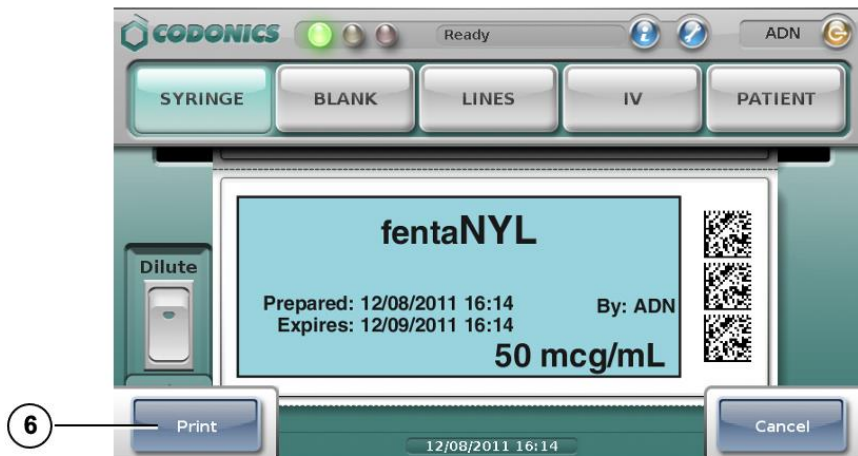 CODONICS Ready ADN
SYRINGE BLANK LINES IV PATIENT
fentaNYL
Dilute
Prepared: 12/08/2011 16:14 By: ADN
Expires: 12/09/2011 16:14
50 mcg/mL
6 Print Cancel
12/08/2011 16:14